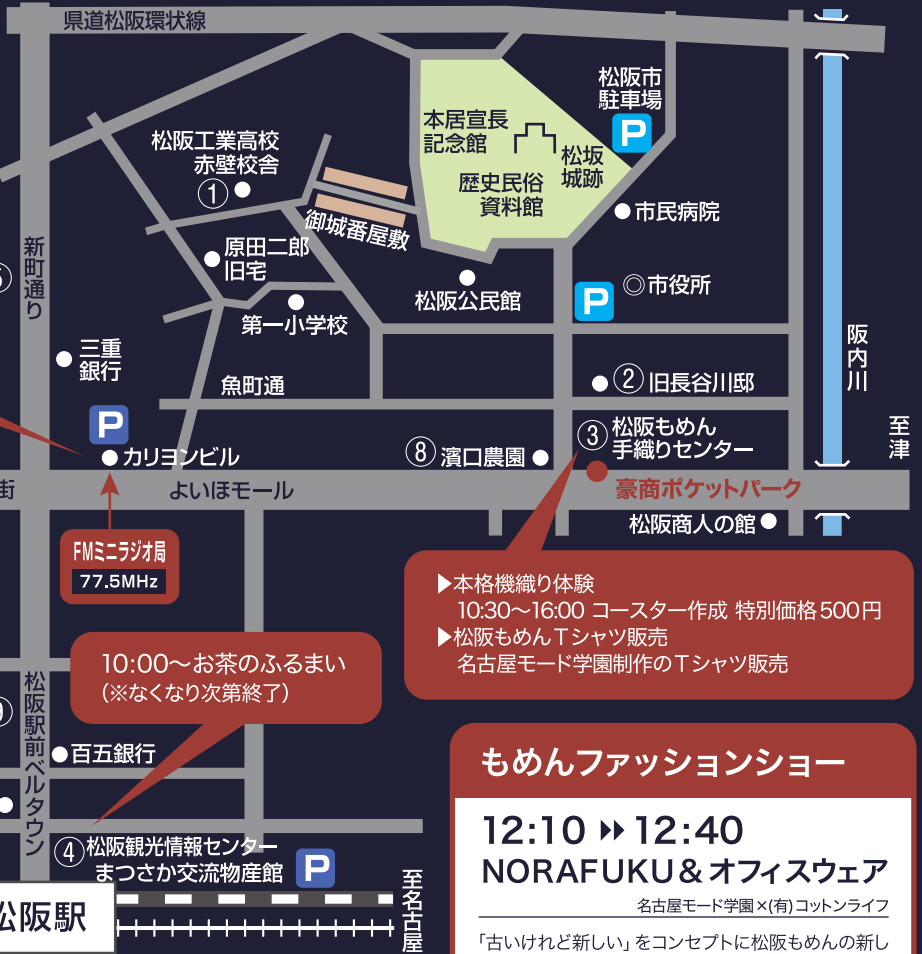 県道松阪環状線
松阪市
駐車場
P
本居宣長
記念館
松坂
城跡
歴史民俗
資料館
松阪工業高校
赤壁校舎
①
御城番屋敷
市民病院
原田二郎
旧宅
新町通り
松阪公民館
P
◎市役所
第一小学校
三重
銀行
魚町通
②旧長谷川邸
阪内川
P
カリヨンビル
⑧濱口農園
③松阪もめん
手織りセンター
至津
街
よいほモール
豪商ポケットパーク
松阪商人の館
FMミニラジオ局
77.5MHz
▶本格機織り体験
10:30〜16:00 コースター作成 特別価格500円
▶松阪もめんTシャツ販売
名古屋モード学園制作のTシャツ販売
10:00〜お茶のふるまい
(※なくなり次第終了)
松阪駅前ベルタウン
百五銀行
④松阪観光情報センター
まつさか交流物産館
P
至名古屋
松阪駅
もめんファッションショー
12:10 ▶▶ 12:40
NORAFUKU&オフィスウェア
名古屋モード学園×(有)コットンライフ
「古いけれど新しい」をコンセプトに松阪もめんの新し